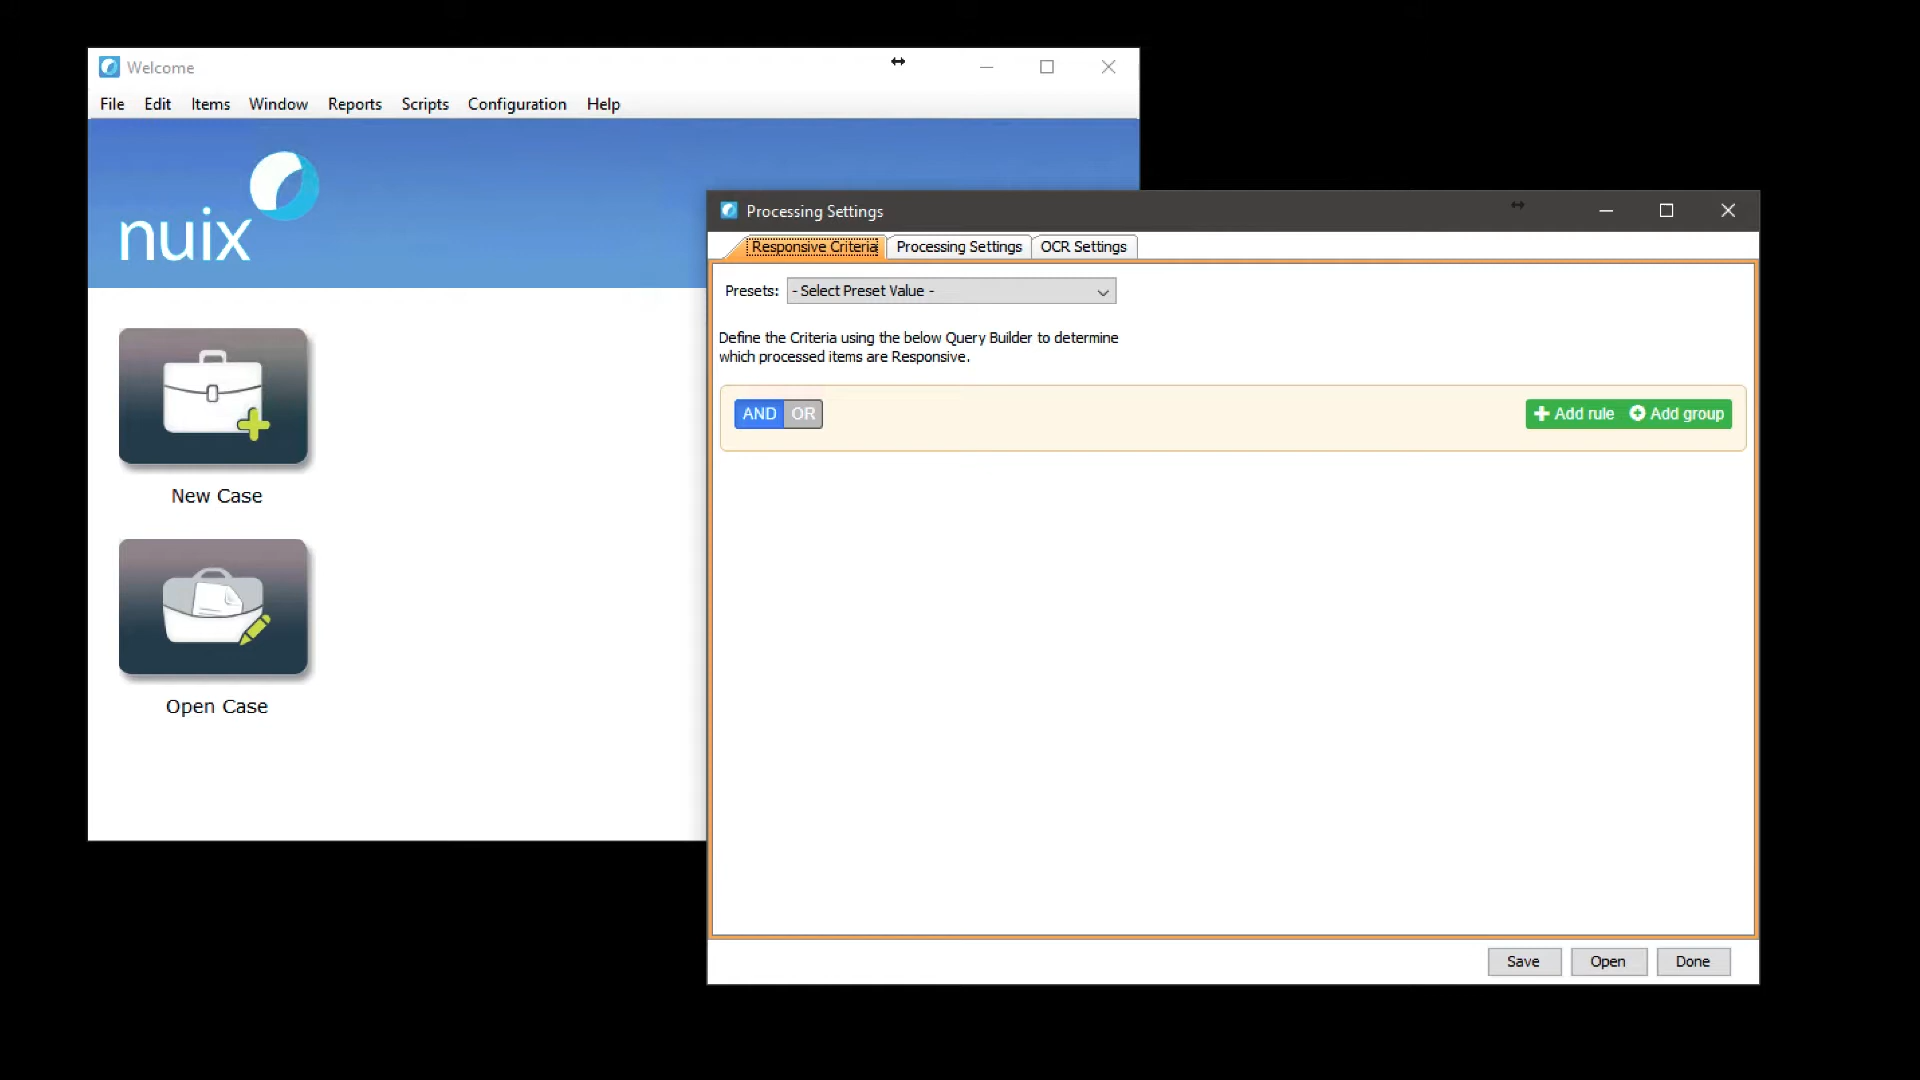 Welcome
File Edit Items Window Reports Scripts Configuration Help
nuix
New Case
Open Case
Processing Settings
Responsive Criteria Processing Settings OCR Settings
Presets: - Select Preset Value -
Define the Criteria using the below Query Builder to determine
which processed items are Responsive.
AND OR Add rule Add group
Save Open Done